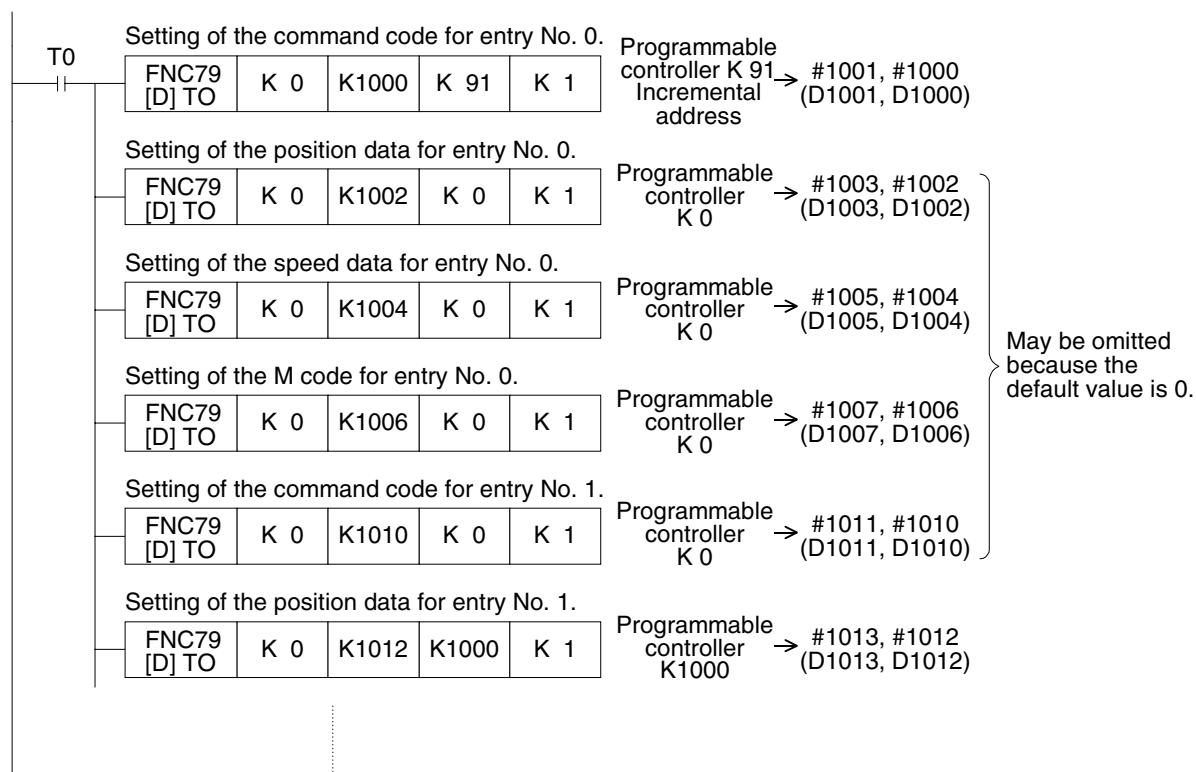 T0
Setting of the command code for entry No. 0.
FNC79
[D] TO
K 0
K1000
K 91
K 1
Programmable
controller K 91
Incremental
address
#1001, #1000
(D1001, D1000)
Setting of the position data for entry No. 0.
FNC79
[D] TO
K 0
K1002
K 0
K 1
Programmable
controller
K 0
#1003, #1002
(D1003, D1002)
Setting of the speed data for entry No. 0.
FNC79
[D] TO
K 0
K1004
K 0
K 1
Programmable
controller
K 0
#1005, #1004
(D1005, D1004)
May be omitted
because the
default value is 0.
Setting of the M code for entry No. 0.
FNC79
[D] TO
K 0
K1006
K 0
K 1
Programmable
controller
K 0
#1007, #1006
(D1007, D1006)
Setting of the command code for entry No. 1.
FNC79
[D] TO
K 0
K1010
K 0
K 1
Programmable
controller
K 0
#1011, #1010
(D1011, D1010)
Setting of the position data for entry No. 1.
FNC79
[D] TO
K 0
K1012
K1000
K 1
Programmable
controller
K1000
#1013, #1012
(D1013, D1012)